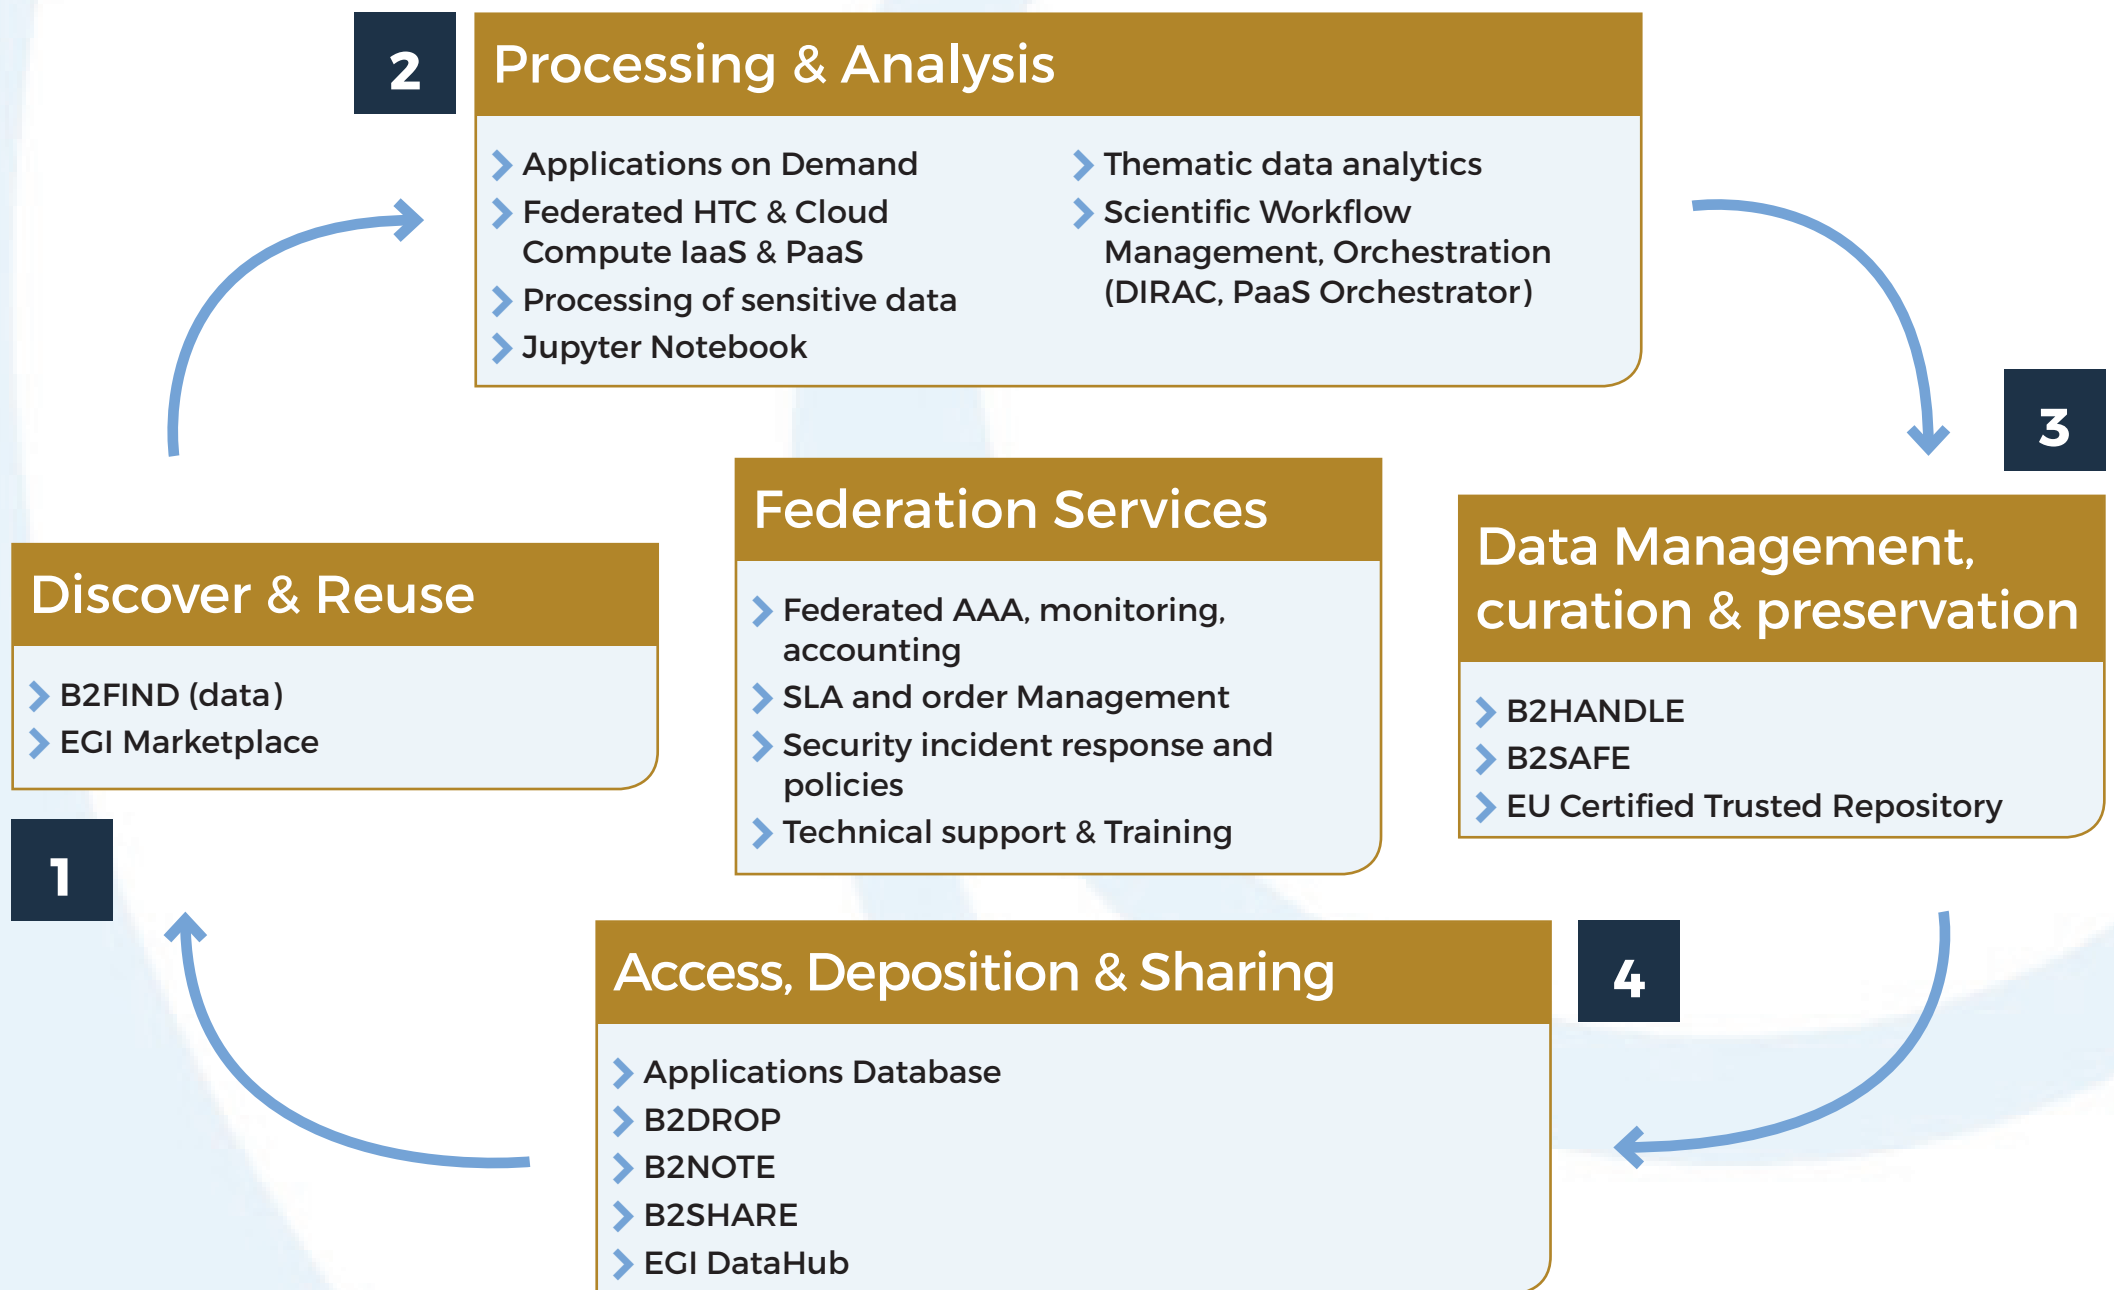 2
Processing & Analysis
Applications on Demand
Federated HTC & Cloud
Compute IaaS & PaaS
Processing of sensitive data
Jupyter Notebook
Thematic data analytics
Scientific Workflow
Management, Orchestration
(DIRAC, PaaS Orchestrator)
3
Data Management,
curation & preservation
B2HANDLE
B2SAFE
EU Certified Trusted Repository
Federation Services
Federated AAA, monitoring,
accounting
SLA and order Management
Security incident response and
policies
Technical support & Training
Discover & Reuse
B2FIND (data)
EGI Marketplace
1
Access, Deposition & Sharing
4
Applications Database
B2DROP
B2NOTE
B2SHARE
EGI DataHub